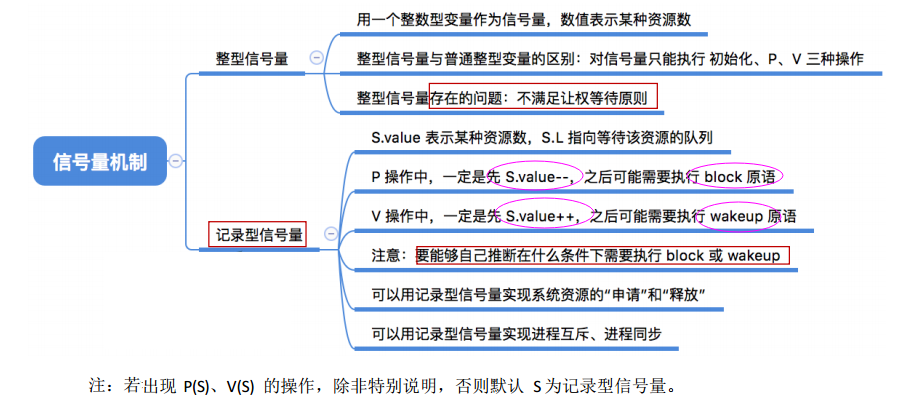 信号量机制
整型信号量
用一个整数型变量作为信号量，数值表示某种资源数
整型信号量与普通整型变量的区别：对信号量只能执行 初始化、P、V 三种操作
整型信号量存在的问题：不满足让权等待原则
记录型信号量
S.value 表示某种资源数，S.L 指向等待该资源的队列
P 操作中，一定是先 S.value--，之后可能需要执行 block 原语
V 操作中，一定是先 S.value++，之后可能需要执行 wakeup 原语
注意：要能够自己推断在什么条件下需要执行 block 或 wakeup
可以用记录型信号量实现系统资源的“申请”和“释放”
可以用记录型信号量实现进程互斥、进程同步
注：若出现 P(S)、V(S) 的操作，除非特别说明，否则默认 S 为记录型信号量。